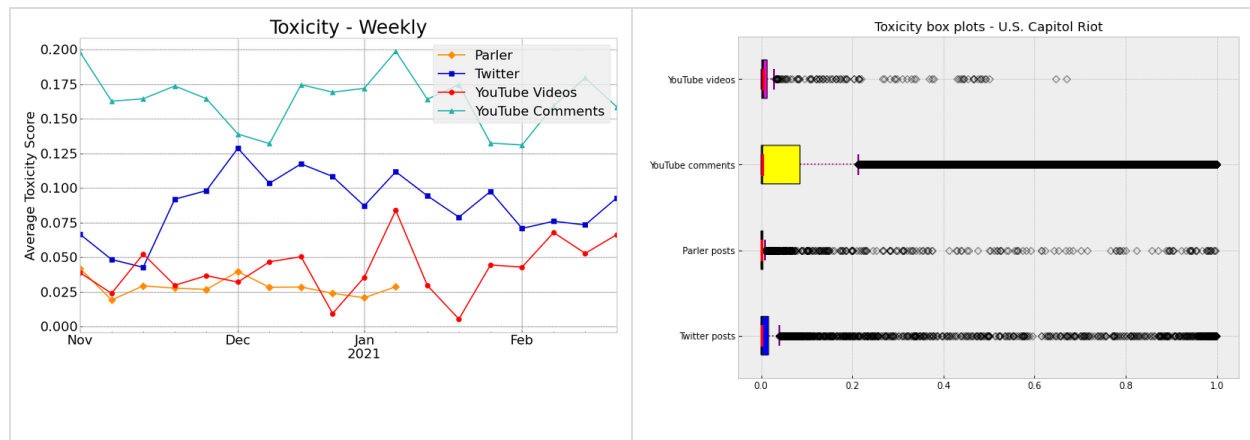 Toxicity - Weekly
Average Toxicity Score
0.200
0.175
0.150
0.125
0.100
0.075
0.050
0.025
0.000
Parler
Twitter
YouTube Videos
YouTube Comments
Nov
Dec
Jan
2021
Feb
Toxicity box plots - U.S. Capitol Riot
YouTube videos
YouTube comments
Parler posts
Twitter posts
0.0
0.2
0.4
0.6
0.8
1.0